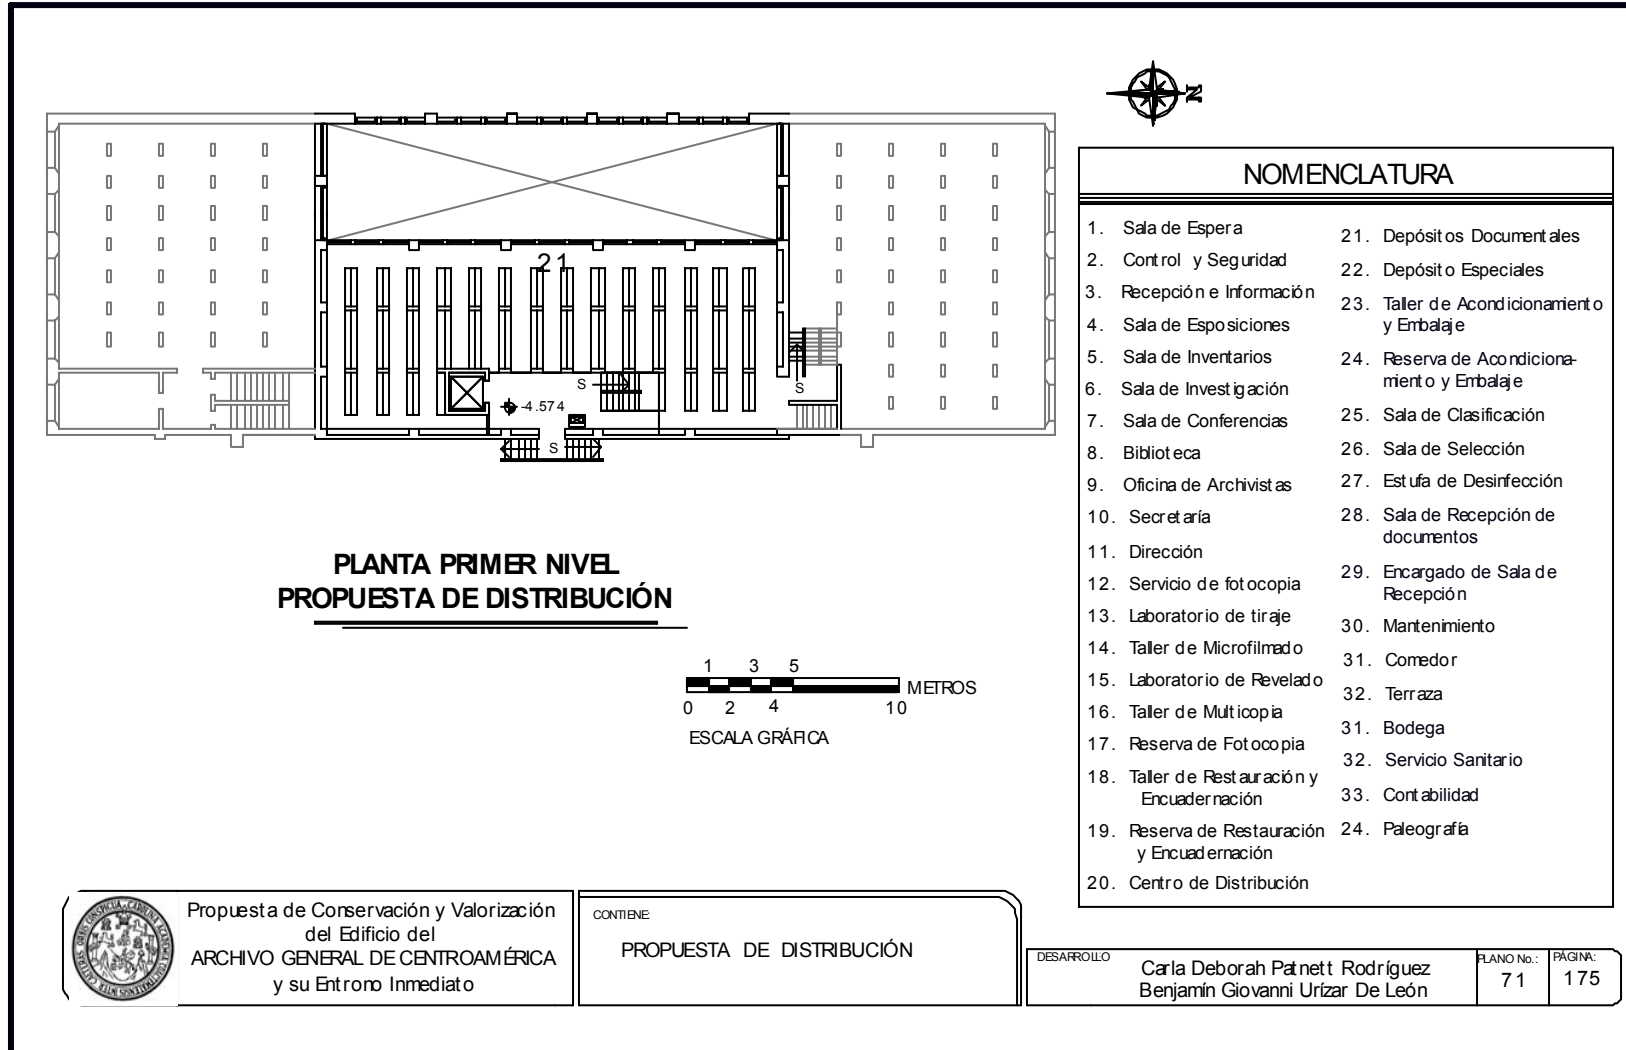 N
21
S
S
-4.574
S
PLANTA PRIMER NIVEL
PROPUESTA DE DISTRIBUCIÓN
1 3 5
METROS
0 2 4 10
ESCALA GRÁFICA
NOMENCLATURA
1. Sala de Espera
2. Control y Seguridad
3. Recepción e Información
4. Sala de Esposiciones
5. Sala de Inventarios
6. Sala de Investigación
7. Sala de Conferencias
8. Biblioteca
9. Oficina de Archivistas
10. Secretaría
11. Dirección
12. Servicio de fotocopia
13. Laboratorio de tiraje
14. Taller de Microfilmado
15. Laboratorio de Revelado
16. Taller de Multicopia
17. Reserva de Fotocopia
18. Taller de Restauración y
Encuadernación
19. Reserva de Restauración
y Encuadernación
20. Centro de Distribución
21. Depósitos Documentales
22. Depósito Especiales
23. Taller de Acondicionamiento
y Embalaje
24. Reserva de Acondiciona-
miento y Embalaje
25. Sala de Clasificación
26. Sala de Selección
27. Estufa de Desinfección
28. Sala de Recepción de
documentos
29. Encargado de Sala de
Recepción
30. Mantenimiento
31. Comedor
32. Terraza
31. Bodega
32. Servicio Sanitario
33. Contabilidad
24. Paleografía
Propuesta de Conservación y Valorización
del Edificio del
ARCHIVO GENERAL DE CENTROAMÉRICA
y su Entrono Inmediato
CONTIENE:
PROPUESTA DE DISTRIBUCIÓN
DESARROLLO
Carla Deborah Patnett Rodríguez
Benjamín Giovanni Urízar De León
PLANO No.:
71
PÁGINA:
175